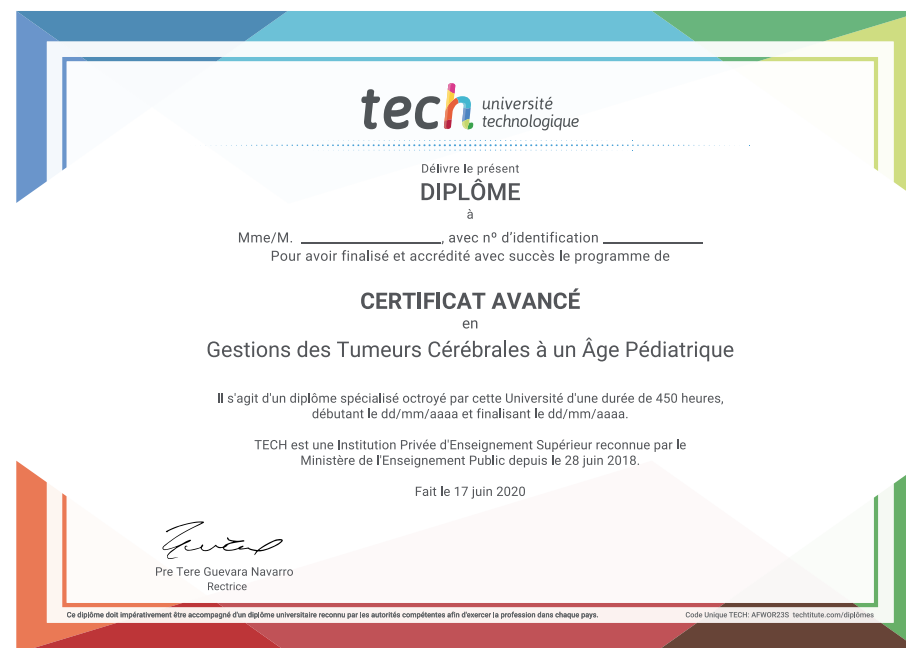 tech université
technologique
Délivre le présent
DIPLÔME
à
Mme/M. ____________________, avec nº d'identification ______________
Pour avoir finalisé et accrédité avec succès le programme de
CERTIFICAT AVANCÉ
en
Gestions des Tumeurs Cérébrales à un Âge Pédiatrique
Il s'agit d'un diplôme spécialisé octroyé par cette Université d'une durée de 450 heures,
débutant le dd/mm/aaaa et finalisant le dd/mm/aaaa.
TECH est une Institution Privée d'Enseignement Supérieur reconnue par le
Ministère de l'Enseignement Public depuis le 28 juin 2018.
Fait le 17 juin 2020
Pre Tere Guevara Navarro
Rectrice
Ce diplôme doit impérativement être accompagné d'un diplôme universitaire reconnu par les autorités compétentes afin d'exercer la profession dans chaque pays.
Code Unique TECH: AFWOR23S techtitute.com/diplômes